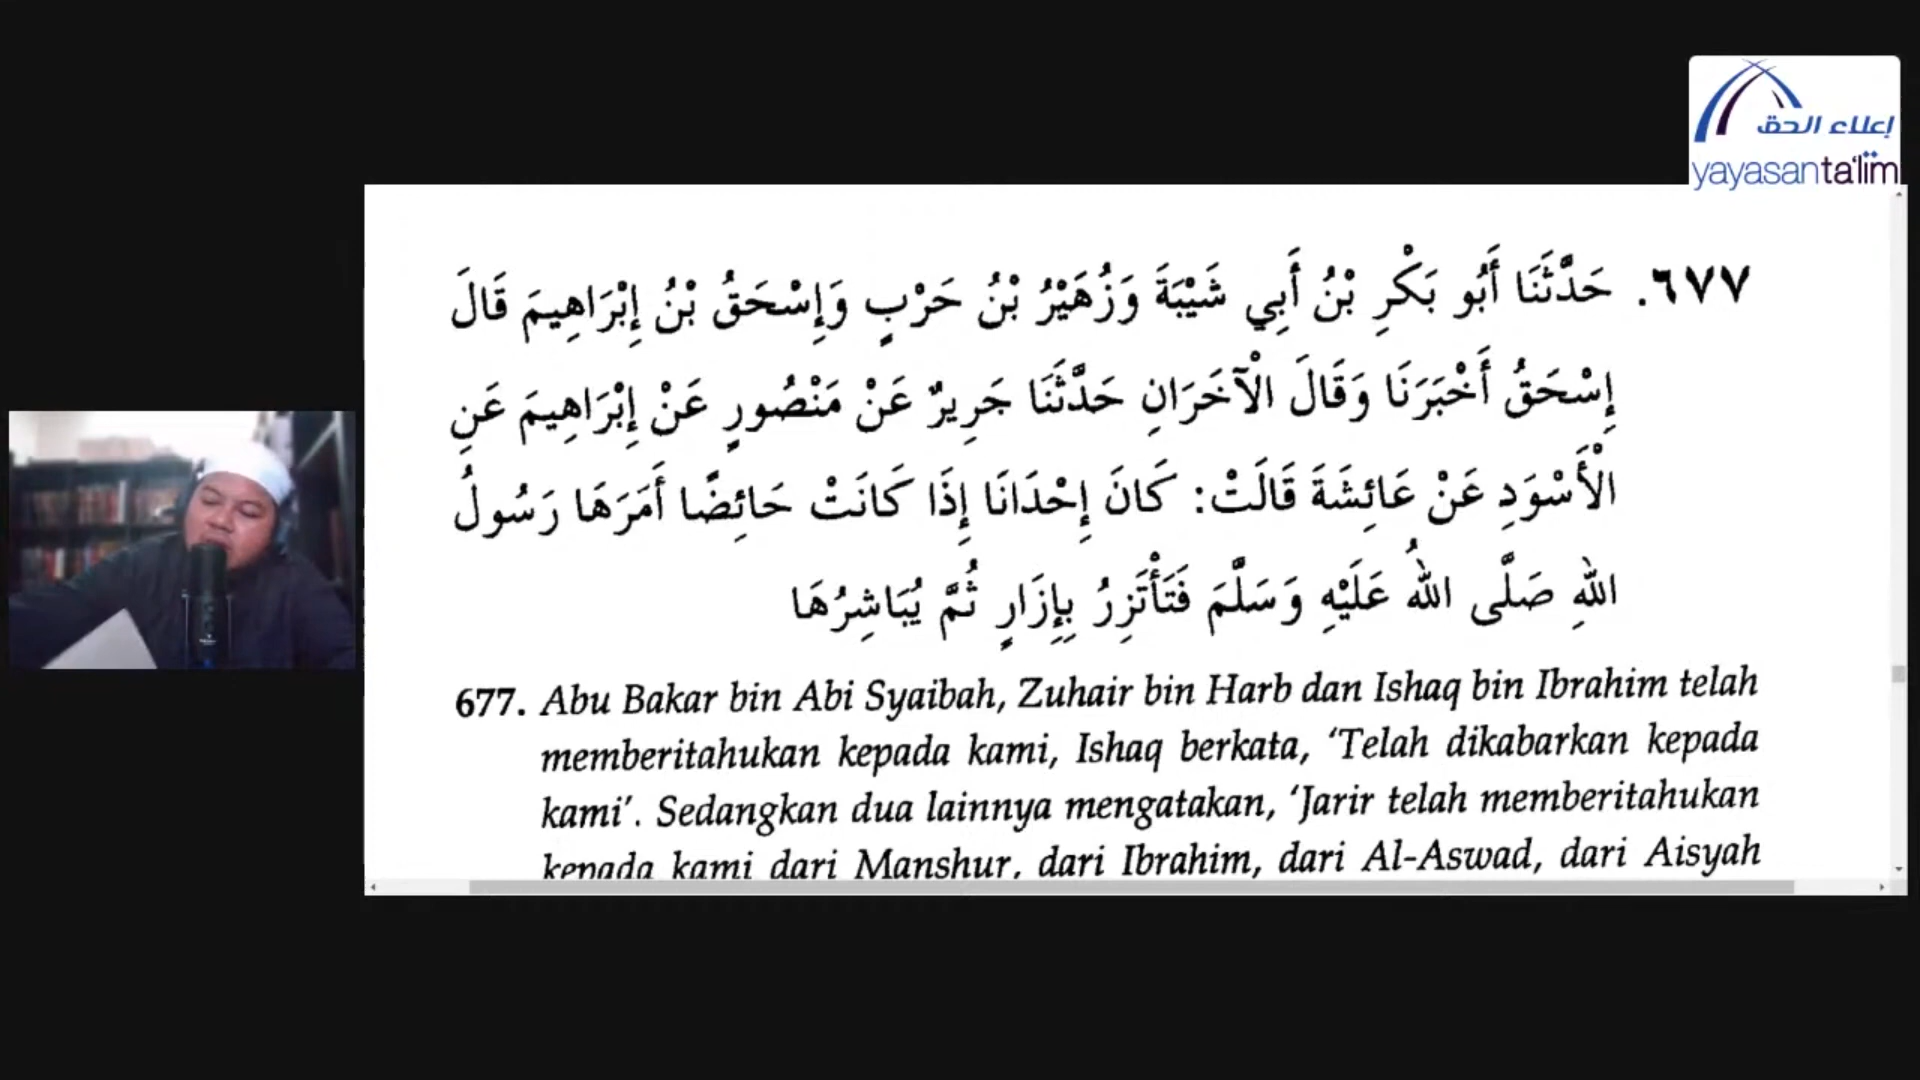 إعلاء الحق
yayasanta'lim
٦٧٧. حَدَّثَنَا أَبُو بَكْرِ بْنُ أَبِي شَيْبَةَ وَزُهَيْرُ بْنُ حَرْبٍ وَإِسْحَقُ بْنُ إِبْرَاهِيمَ قَالَ
إِسْحَقُ أَخْبَرَنَا وَقَالَ الْآخَرَانِ حَدَّثَنَا جَرِيرٌ عَنْ مَنْصُورٍ عَنْ إِبْرَاهِيمَ عَنِ
الْأَسْوَدِ عَنْ عَائِشَةَ قَالَتْ: كَانَ إِحْدَانَا إِذَا كَانَتْ حَائِضًا أَمَرَهَا رَسُولُ
اللهِ صَلَّى اللهُ عَلَيْهِ وَسَلَّمَ فَتَأْتَزِرُ بِإِزَارٍ ثُمَّ يُبَاشِرُهَا
677. Abu Bakar bin Abi Syaibah, Zuhair bin Harb dan Ishaq bin Ibrahim telah
memberitahukan kepada kami, Ishaq berkata, ‘Telah dikabarkan kepada
kami’. Sedangkan dua lainnya mengatakan, ‘Jarir telah memberitahukan
kepada kami dari Manshur, dari Ibrahim, dari Al-Aswad, dari Aisyah